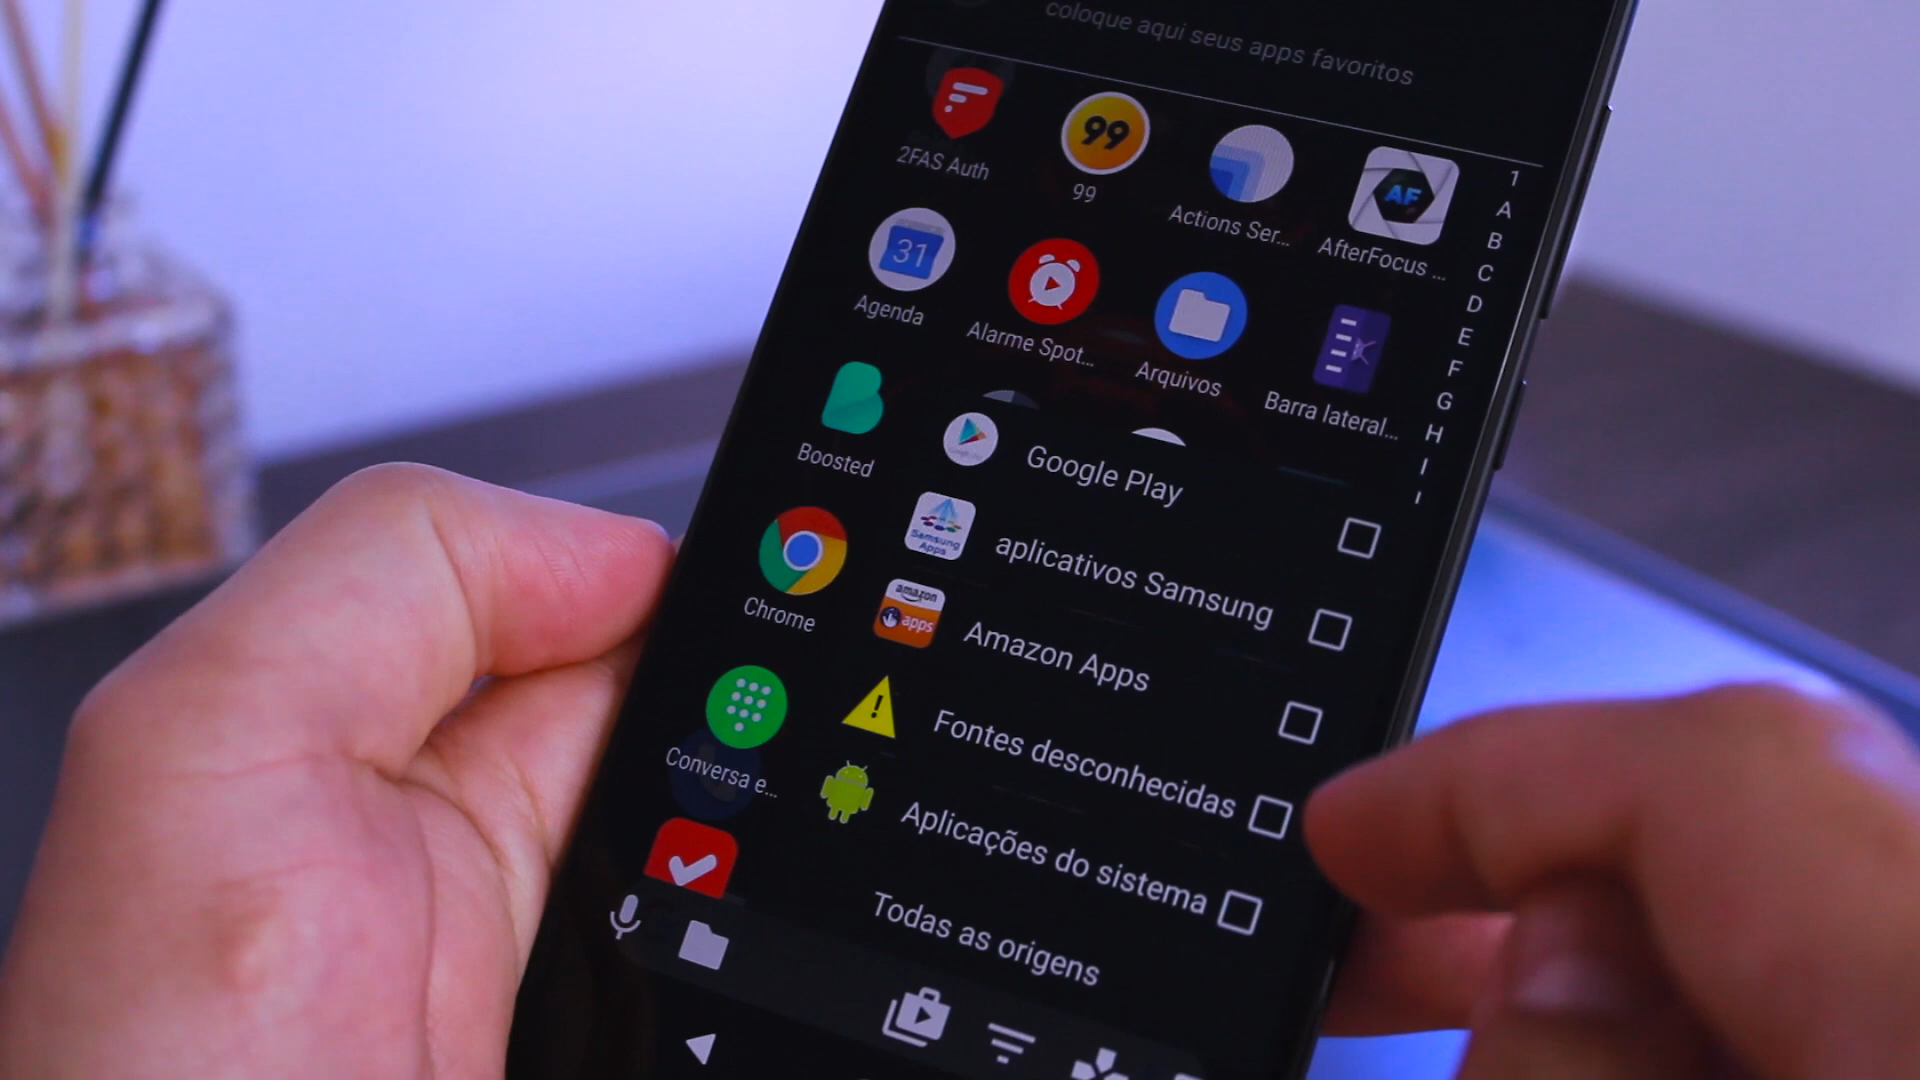 coloque aqui seus apps favoritos
2FAS Auth
99
99
Actions Ser...
AF
AfterFocus ...
31
Agenda
Alarme Spot...
Arquivos
Barra lateral...
1
A
B
C
D
E
F
G
H
I
Boosted
Google Play
Samsung
Apps
aplicativos Samsung
Chrome
amazon
apps
Amazon Apps
Fontes desconhecidas
Conversa e...
Aplicações do sistema
Todas as origens